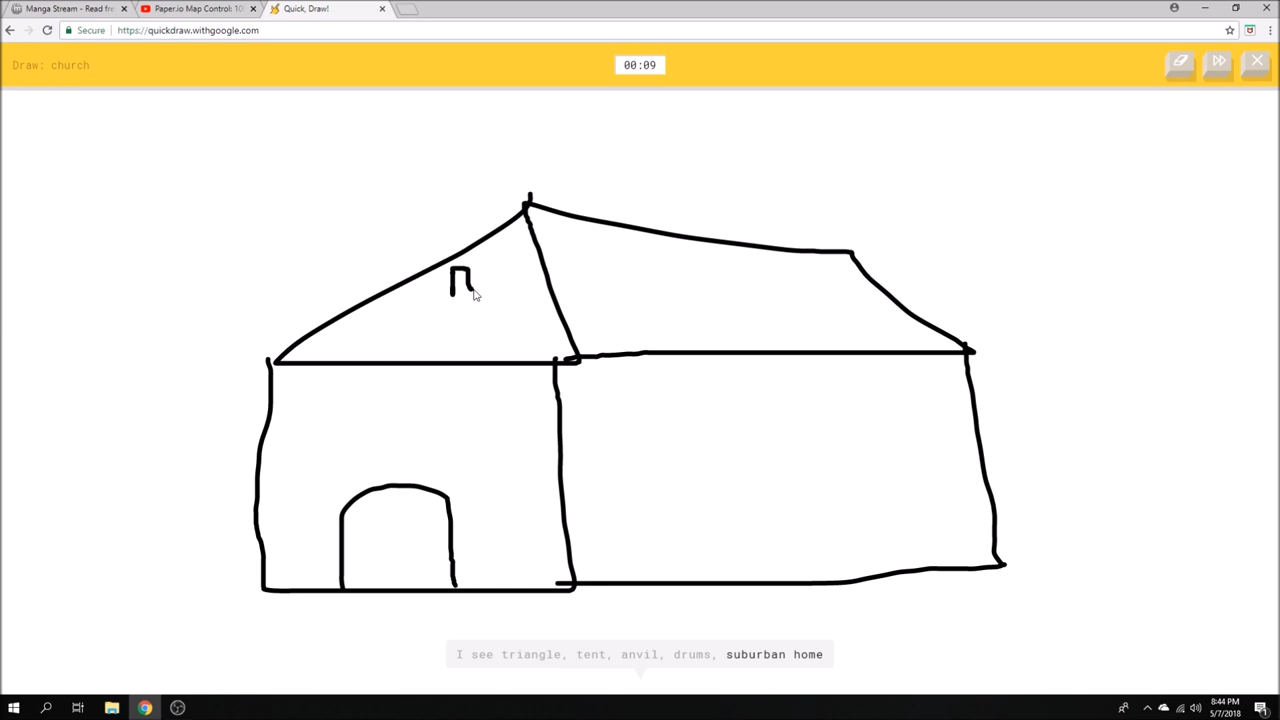 Manga Stream - Read fre
Paper.io Map Control: 10
Quick, Draw!
Secure
https://quickdraw.withgoogle.com
Draw: church
00:09
I see triangle, tent, anvil, drums, suburban home
8:44 PM
5/7/2018